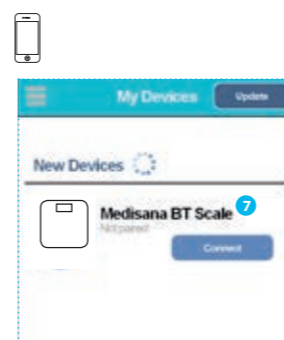 My Devices Update
New Devices
Medisana BT Scale 7
Not paired
Connect